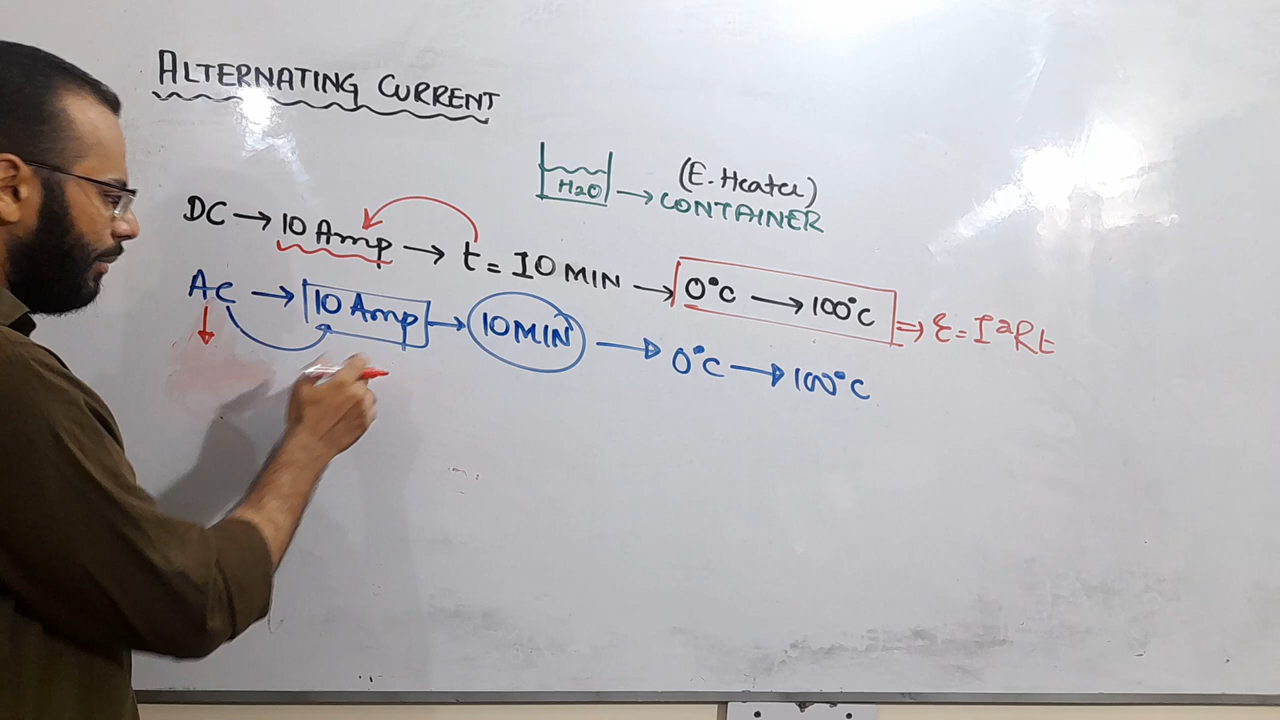 ALTERNATING CURRENT
H2O → (E. Heater) CONTAINER
DC → 10 Amp → t = 10 MIN → 0°C → 100°C ⇒ ε = I²Rt
AC → 10 Amp → 10 MIN → 0°C → 100°C